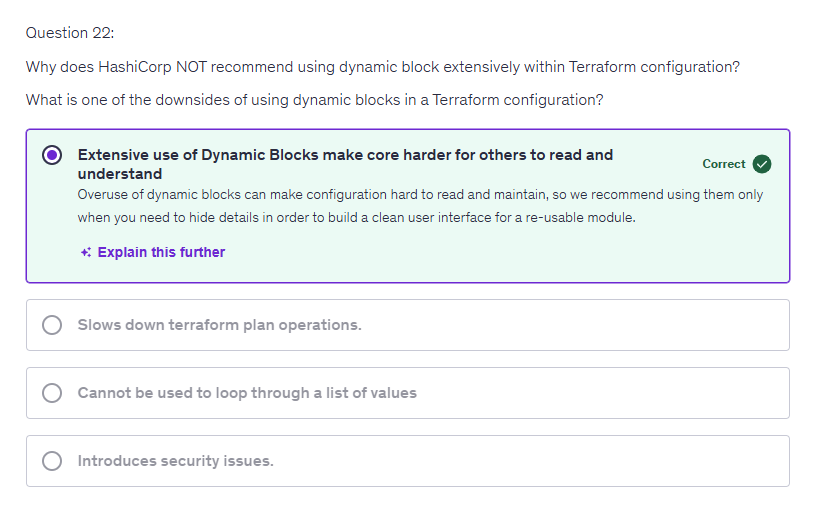 Question 22:
Why does HashiCorp NOT recommend using dynamic block extensively within Terraform configuration?
What is one of the downsides of using dynamic blocks in a Terraform configuration?
Extensive use of Dynamic Blocks make core harder for others to read and
understand
Correct
Overuse of dynamic blocks can make configuration hard to read and maintain, so we recommend using them only
when you need to hide details in order to build a clean user interface for a re-usable module.
Explain this further
Slows down terraform plan operations.
Cannot be used to loop through a list of values
Introduces security issues.